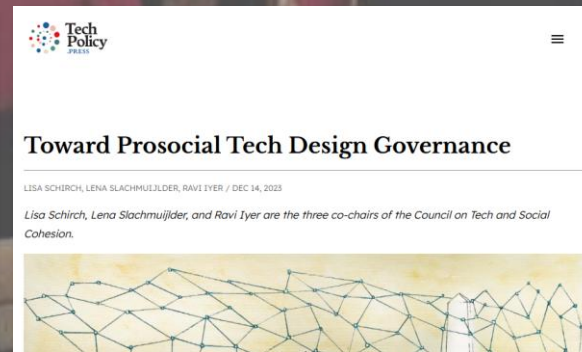 Tech
Policy
.PRESS
Toward Prosocial Tech Design Governance
LISA SCHIRCH, LENA SLACHMUIJLDER, RAVI IYER / DEC 14, 2023
Lisa Schirch, Lena Slachmuijlder, and Ravi Iyer are the three co-chairs of the Council on Tech and Social
Cohesion.